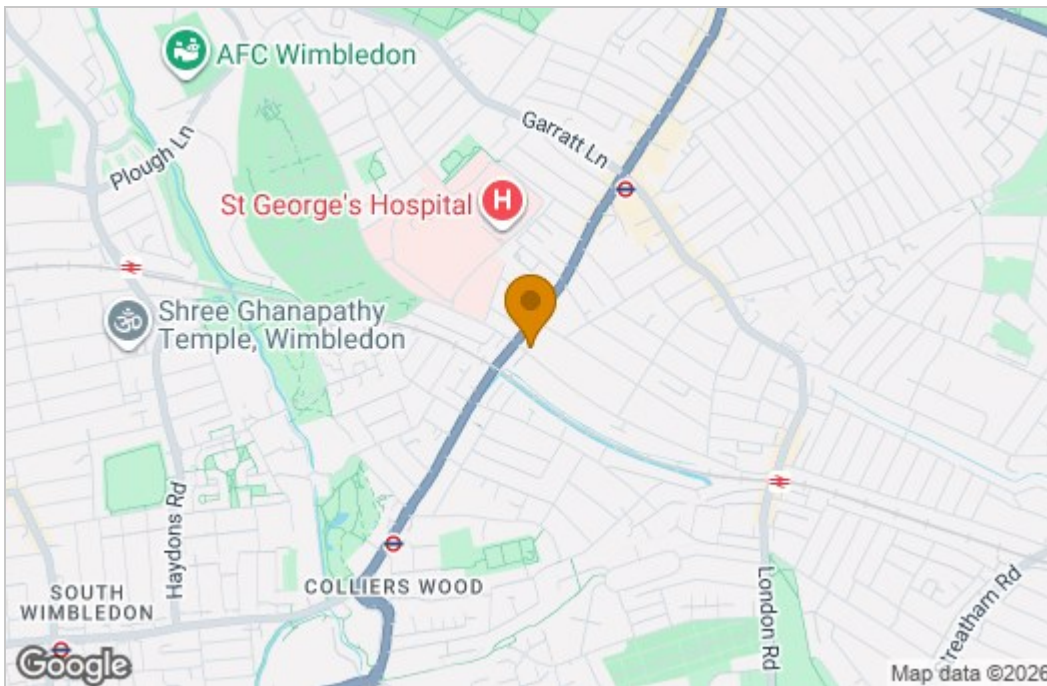 AFC Wimbledon
Garratt Ln
Plough Ln
St George's Hospital
H
Shree Ghanapathy
Temple, Wimbledon
Haydons Rd
COLLIERS WOOD
SOUTH
WIMBLEDON
London Rd
Streatham Rd
Google
Map data ©2026